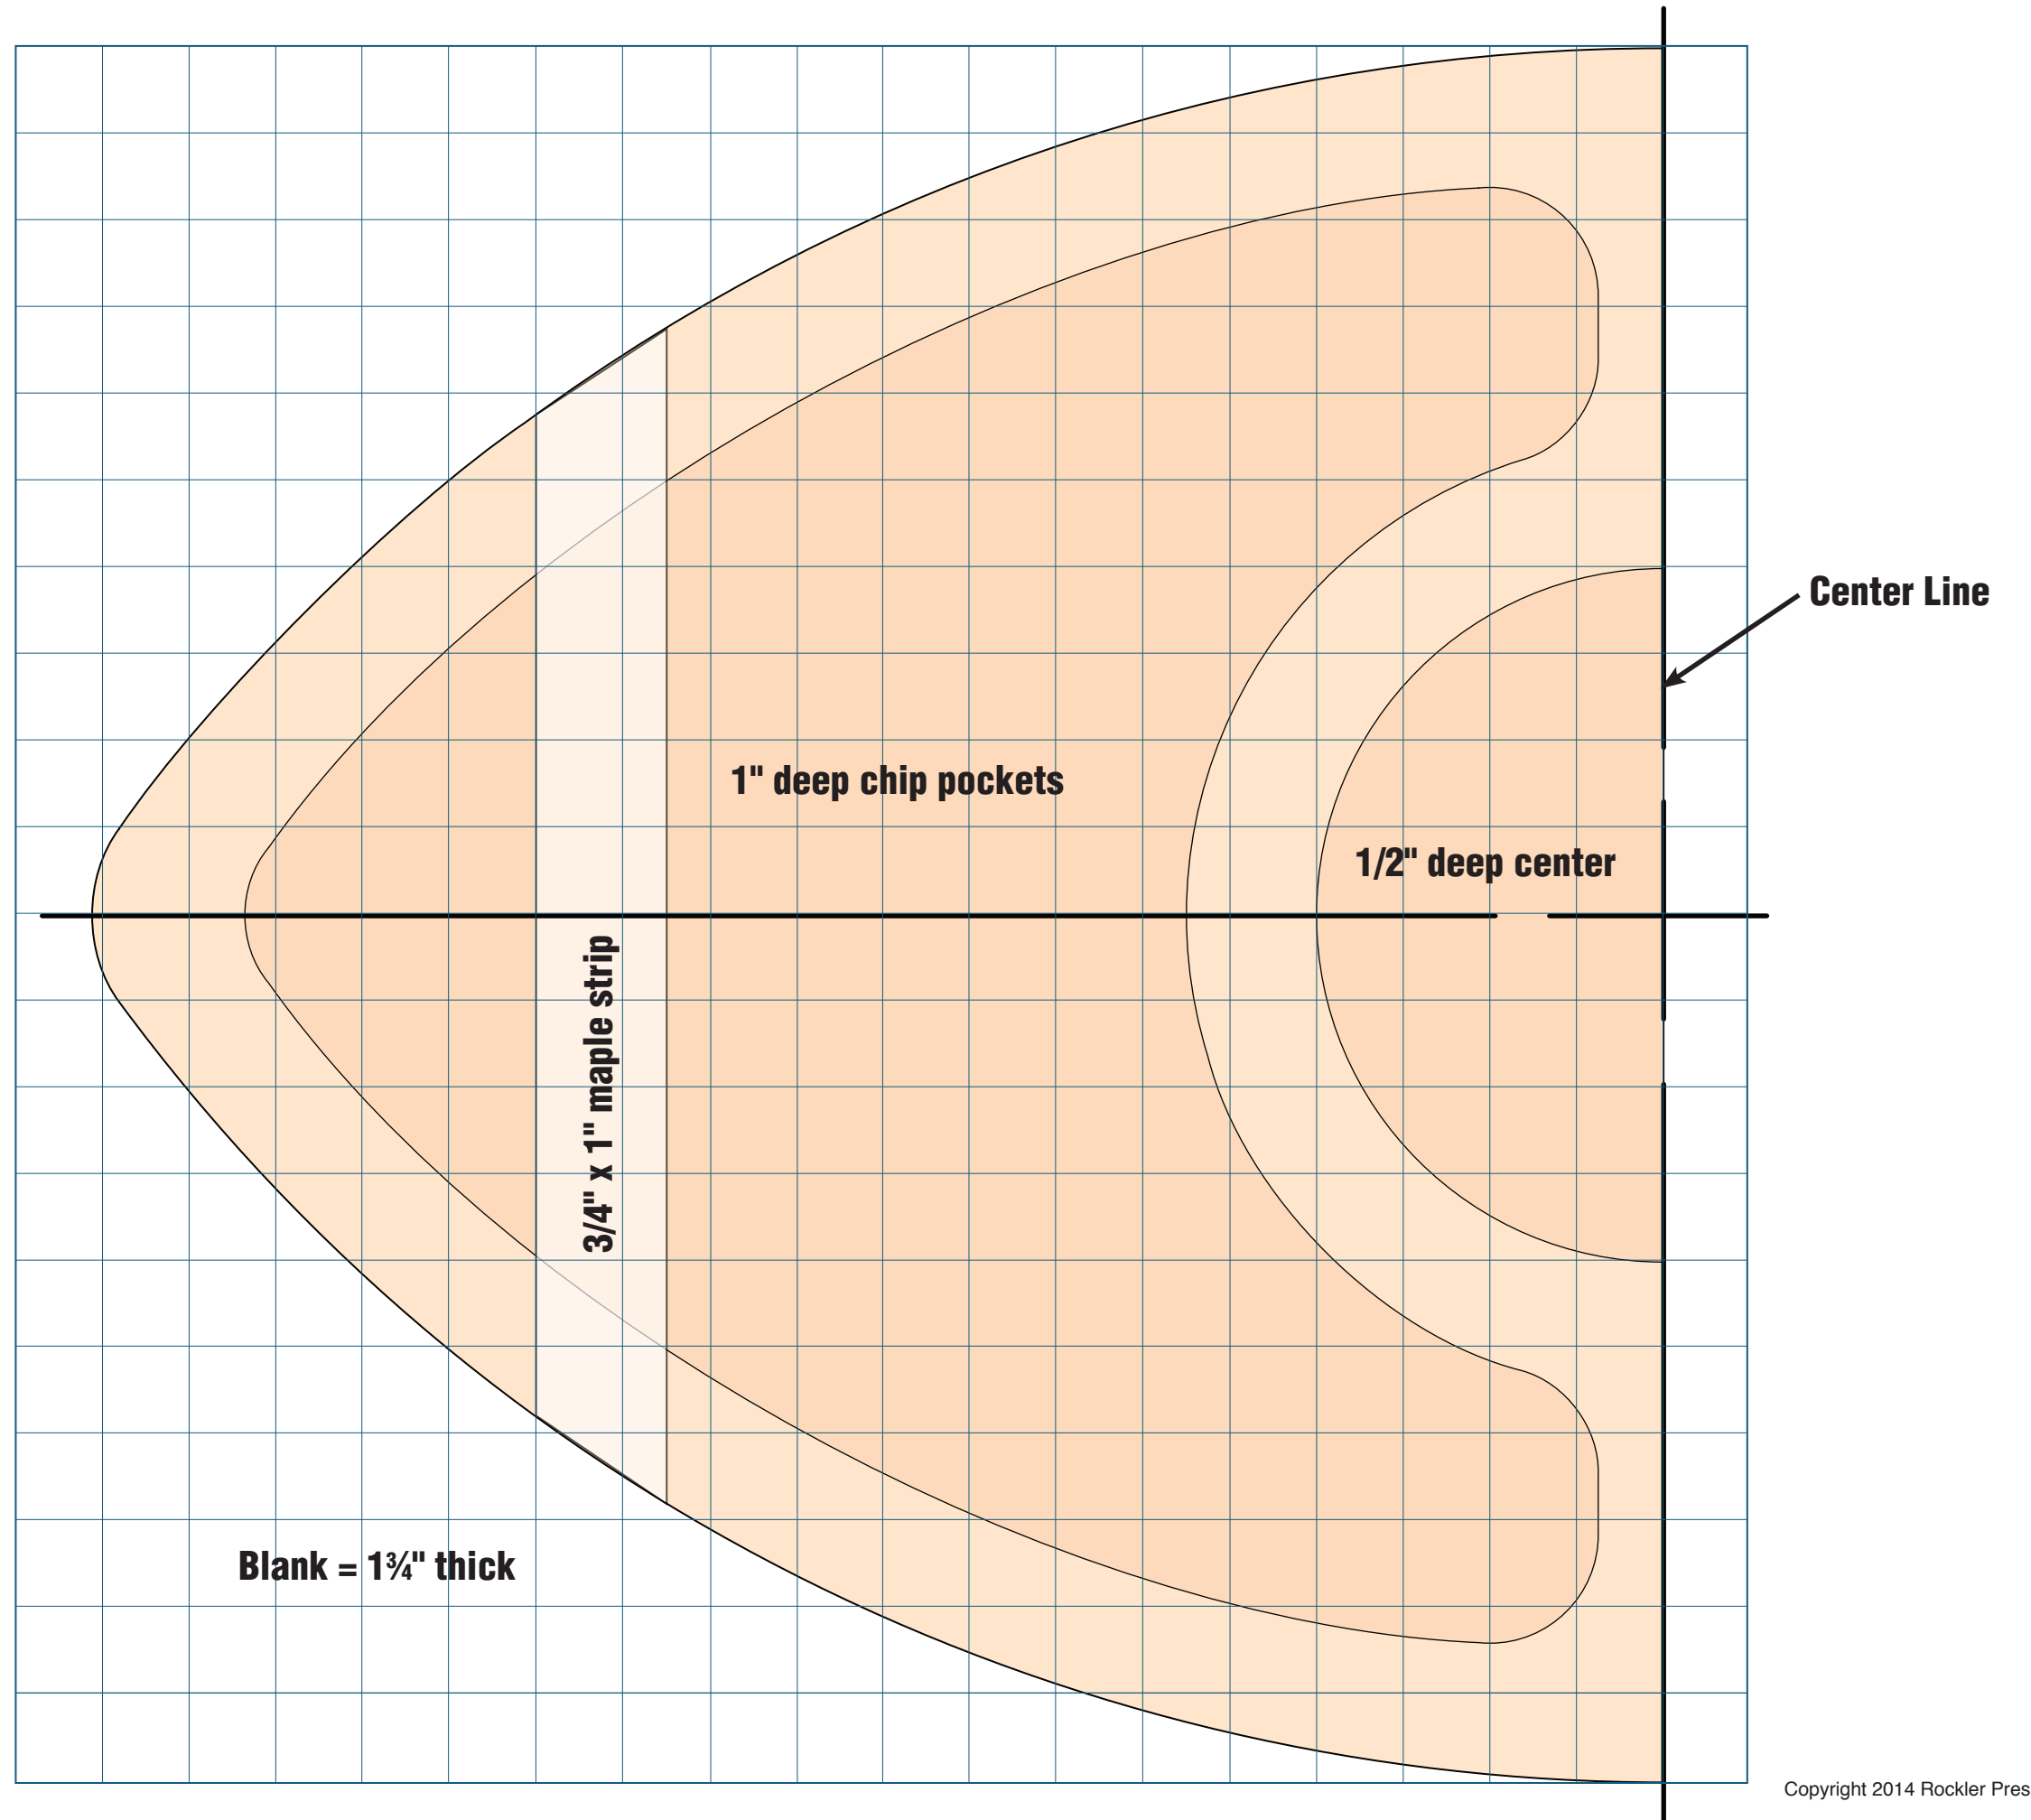 Center Line
1" deep chip pockets
1/2" deep center
3/4" x 1" maple strip
Blank = 1¾" thick
Copyright 2014 Rockler Pres